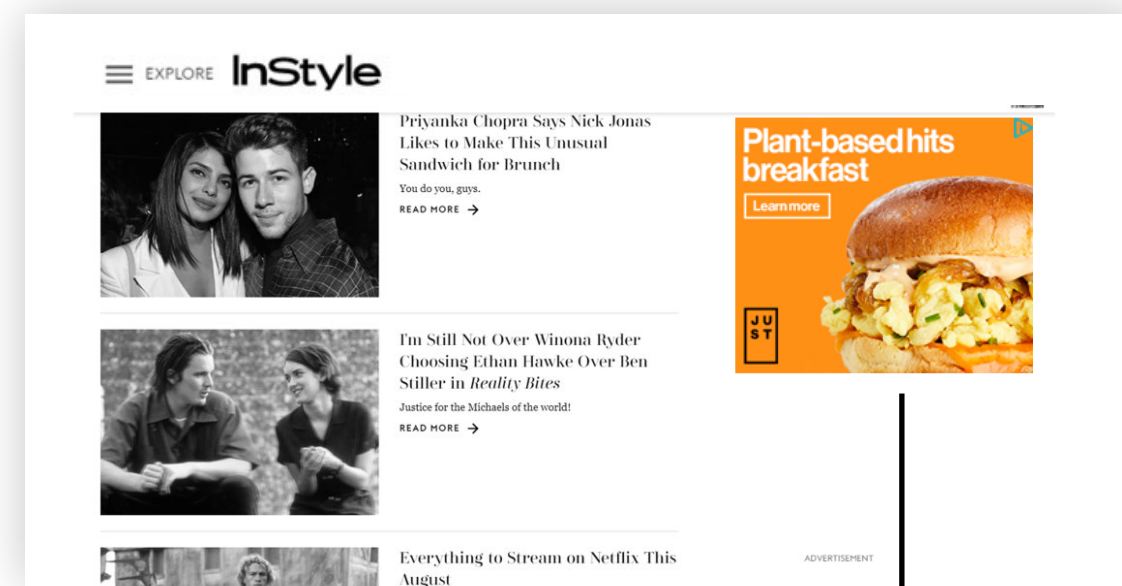 EXPLORE InStyle
Priyanka Chopra Says Nick Jonas
Likes to Make This Unusual
Sandwich for Brunch
You do you, guys.
READ MORE
I'm Still Not Over Winona Ryder
Choosing Ethan Hawke Over Ben
Stiller in Reality Bites
Justice for the Michaels of the world!
READ MORE
Everything to Stream on Netflix This
August
Plant-based hits
breakfast
Learn more
JU
ST
ADVERTISEMENT